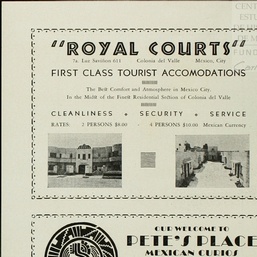 "ROYAL COURTS"
7a. Luz Saviñon 611 Colonia del Valle Mexico, City
FIRST CLASS TOURIST ACCOMODATIONS
The Best Comfort and Atmosphere in Mexico City
In the Midst of the Finest Residential Section of Colonia del Valle
CLEANLINESS + SECURITY + SERVICE
RATES: 2 PERSONS $8.00 - 4 PERSONS $10.00 Mexican Currency
OUR WELCOME TO
PETE'S PLACE
MEXICAN CURIOS